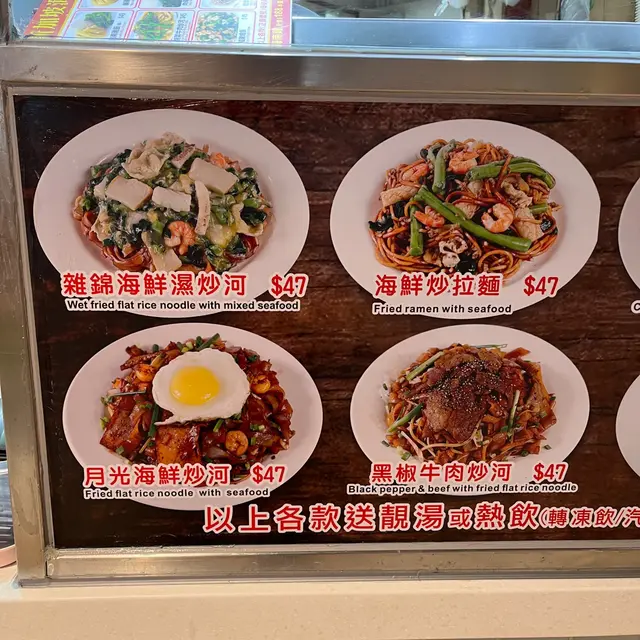 雜錦海鮮濕炒河 $47
Wet fried flat rice noodle with mixed seafood
海鮮炒拉麵 $47
Fried ramen with seafood
月光海鮮炒河 $47
Fried flat rice noodle with seafood
黑椒牛肉炒河 $47
Black pepper & beef with fried flat rice noodle
以上各款送靚湯或熱飲(轉凍飲/汽